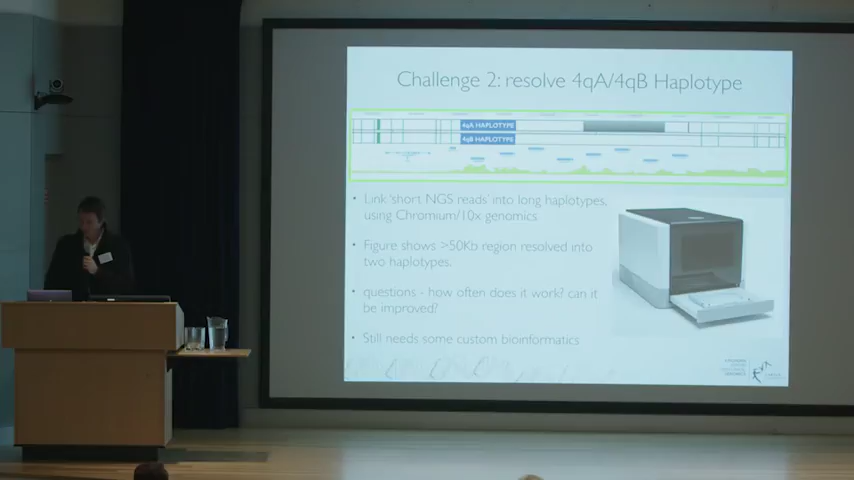 Challenge 2: resolve 4qA/4qB Haplotype
4qA HAPLOTYPE
4qB HAPLOTYPE
• Link 'short NGS reads' into long haplotypes,
using Chromium/10x genomics
• Figure shows >50Kb region resolved into
two haplotypes.
• questions - how often does it work? can it
be improved?
• Still needs some custom bioinformatics